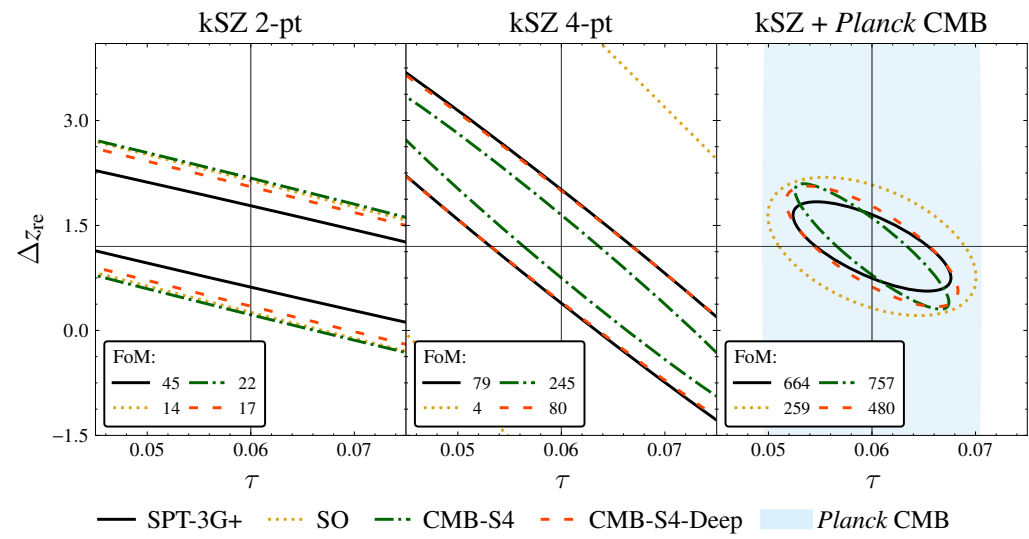 kSZ 2-pt kSZ 4-pt kSZ + Planck CMB
3.0
1.5
0.0
−1.5
Δz_re
FoM:
45 22
14 17
FoM:
79 245
4 80
FoM:
664 757
259 480
0.05 0.06 0.07 0.05 0.06 0.07 0.05 0.06 0.07
τ τ τ
SPT-3G+ SO CMB-S4 CMB-S4-Deep Planck CMB